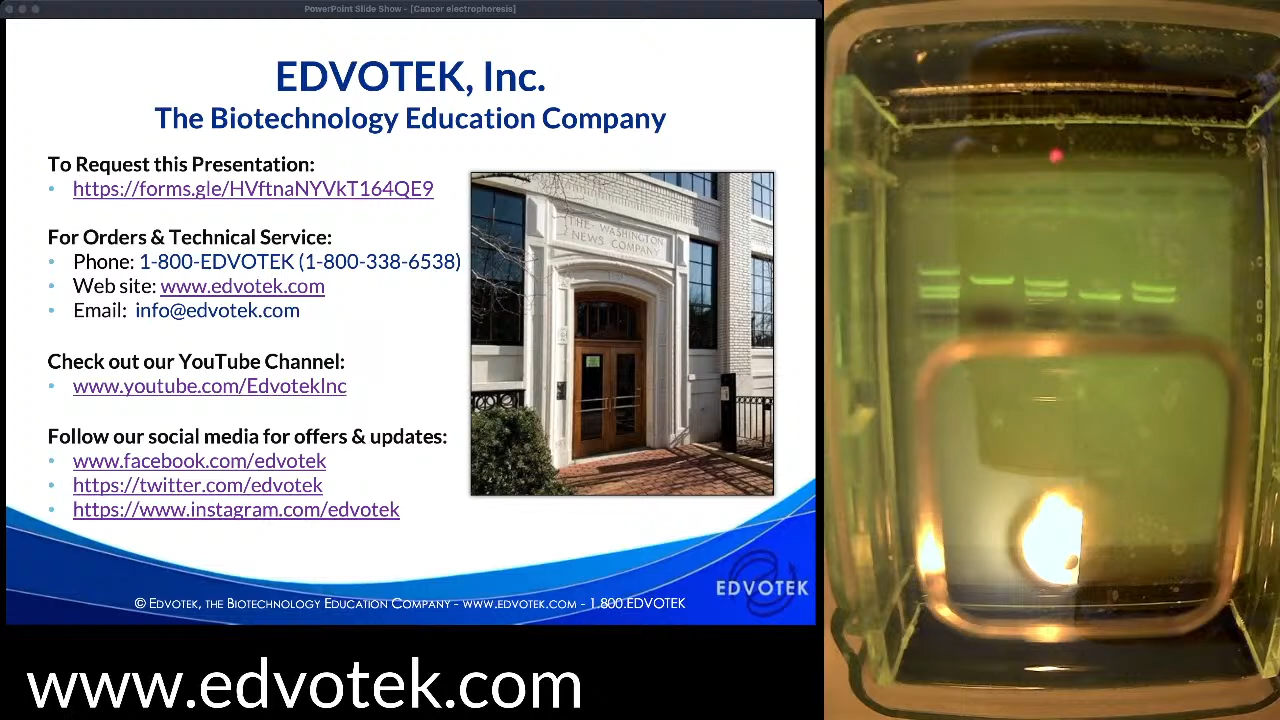 PowerPoint Slide Show - [Cancer electrophoresis]
EDVOTEK, Inc.
The Biotechnology Education Company
To Request this Presentation:
• https://forms.gle/HVftnaNYVkT164QE9
For Orders & Technical Service:
• Phone: 1-800-EDVOTEK (1-800-338-6538)
• Web site: www.edvotek.com
• Email: info@edvotek.com
Check out our YouTube Channel:
• www.youtube.com/EdvotekInc
Follow our social media for offers & updates:
• www.facebook.com/edvotek
• https://twitter.com/edvotek
• https://www.instagram.com/edvotek
THE WASHINGTON
NEWS COMPANY
EDVOTEK
© EDVOTEK, THE BIOTECHNOLOGY EDUCATION COMPANY - WWW.EDVOTEK.COM - 1.800.EDVOTEK
www.edvotek.com